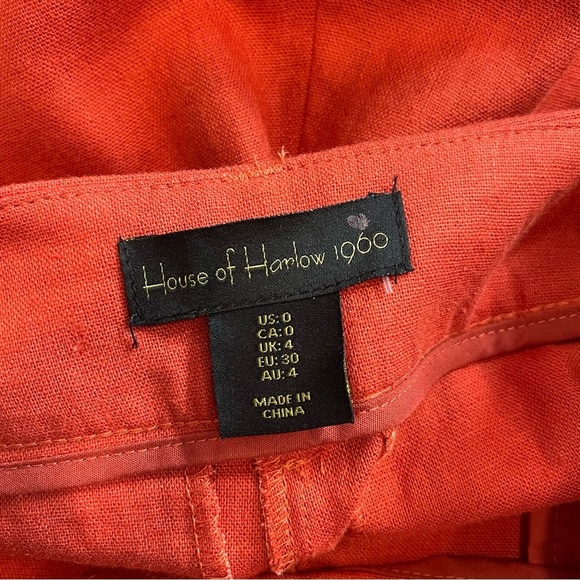 House of Harlow 1960
US: 0
CA: 0
UK: 4
EU: 30
AU: 4
MADE IN
CHINA